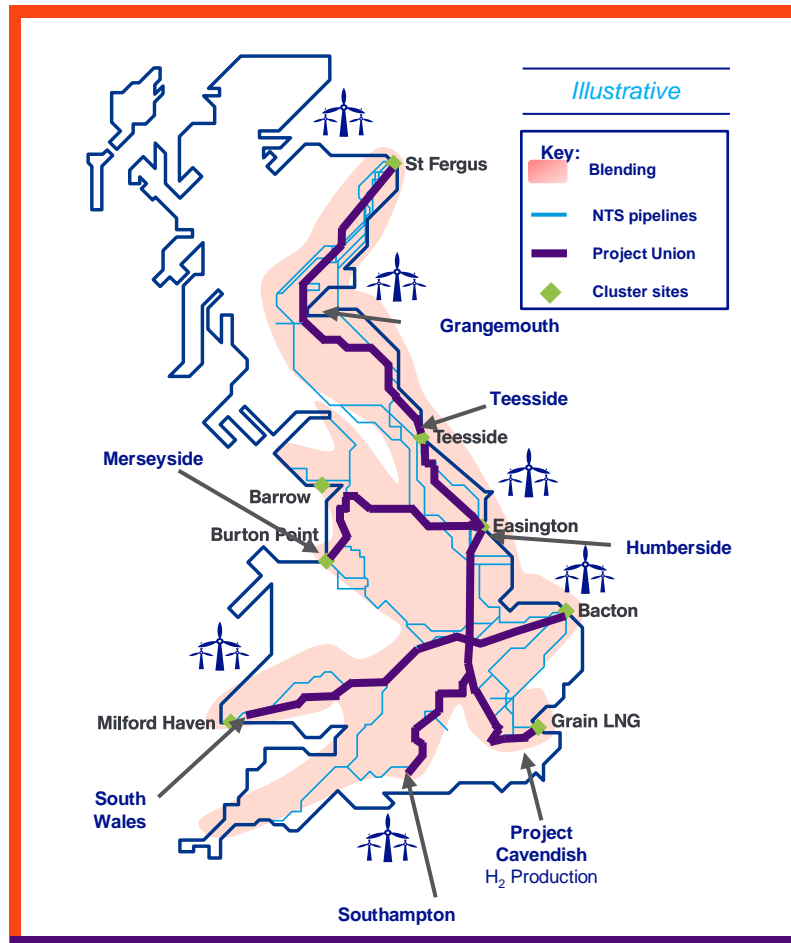 Illustrative
Key:
Blending
NTS pipelines
Project Union
Cluster sites
St Fergus
Grangemouth
Teesside
Teesside
Merseyside
Barrow
Burton Point
Easington
Humberside
Bacton
Milford Haven
Grain LNG
South
Wales
Project
Cavendish
H₂ Production
Southampton